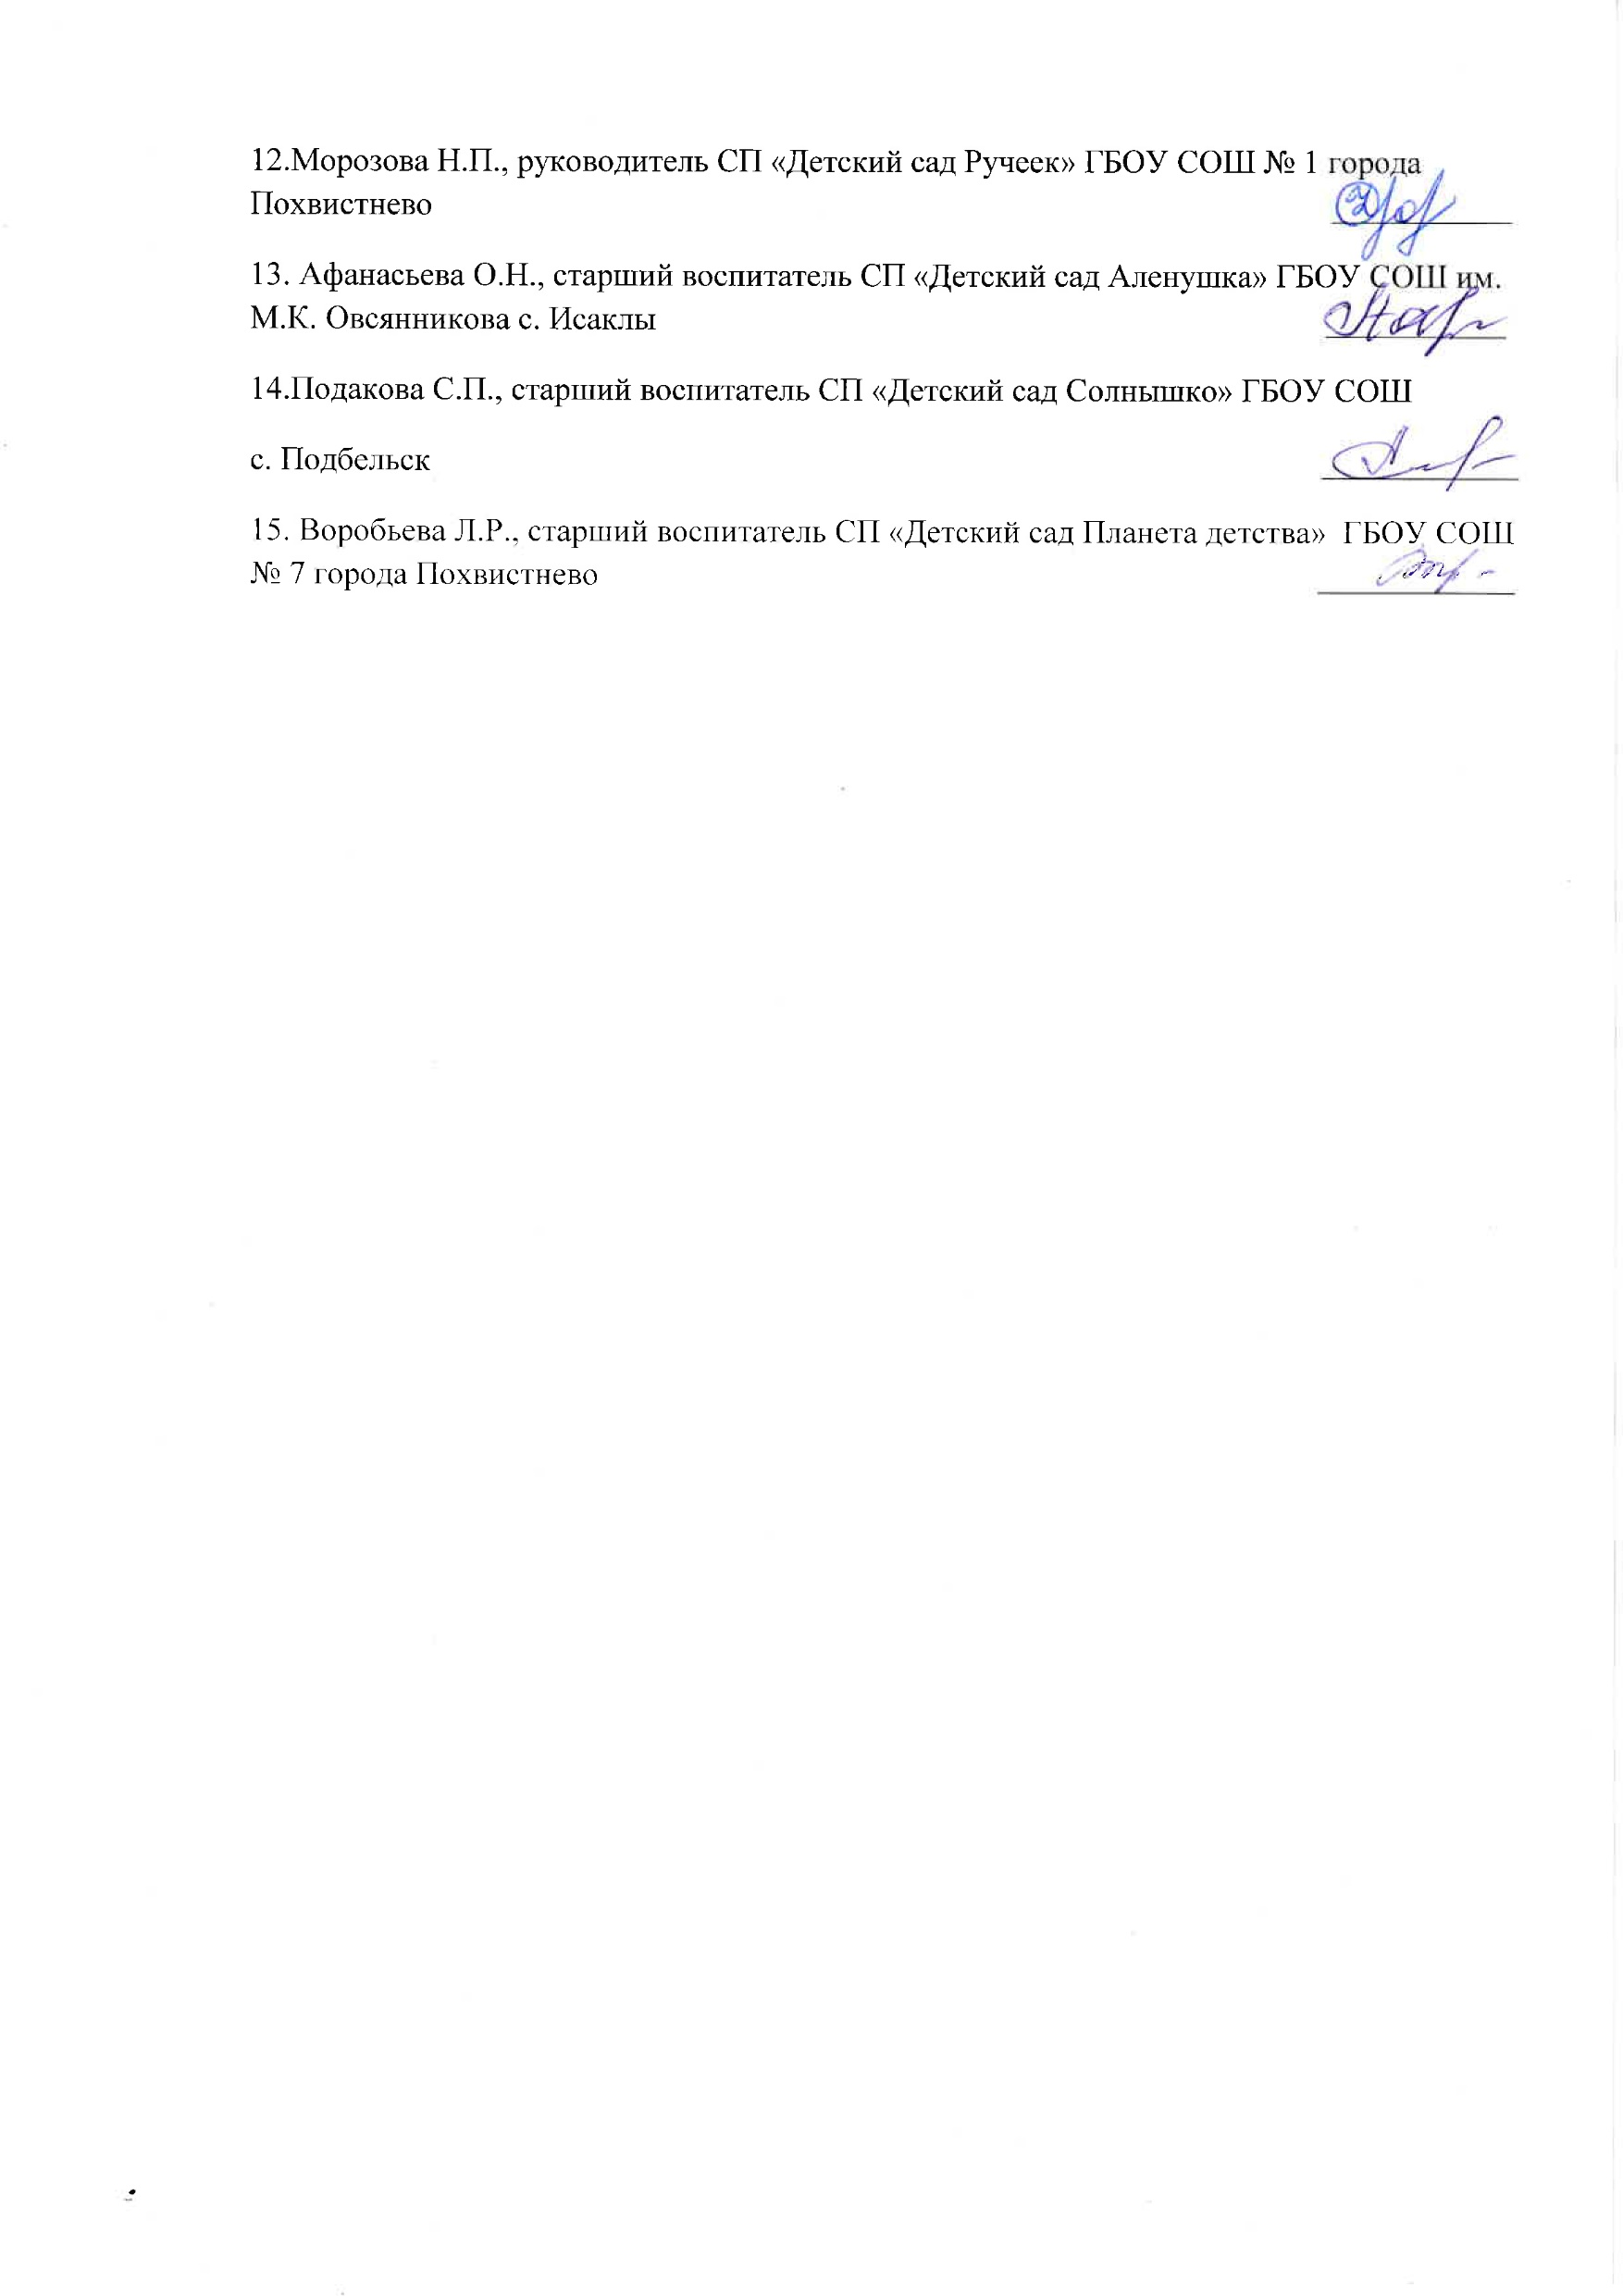 12.Морозова Н.П., руководитель СП «Детский сад Ручеек» ГБОУ СОШ № 1 города
Похвистнево
13. Афанасьева О.Н., старший воспитатель СП «Детский сад Аленушка» ГБОУ СОШ им.
М.К. Овсянникова с. Исаклы
14.Подакова С.П., старший воспитатель СП «Детский сад Солнышко» ГБОУ СОШ
с. Подбельск
15. Воробьева Л.Р., старший воспитатель СП «Детский сад Планета детства» ГБОУ СОШ
№ 7 города Похвистнево